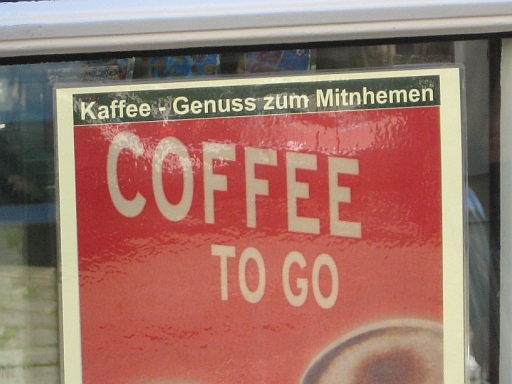 Kaffee - Genuss zum Mitnhemen
COFFEE
TO GO